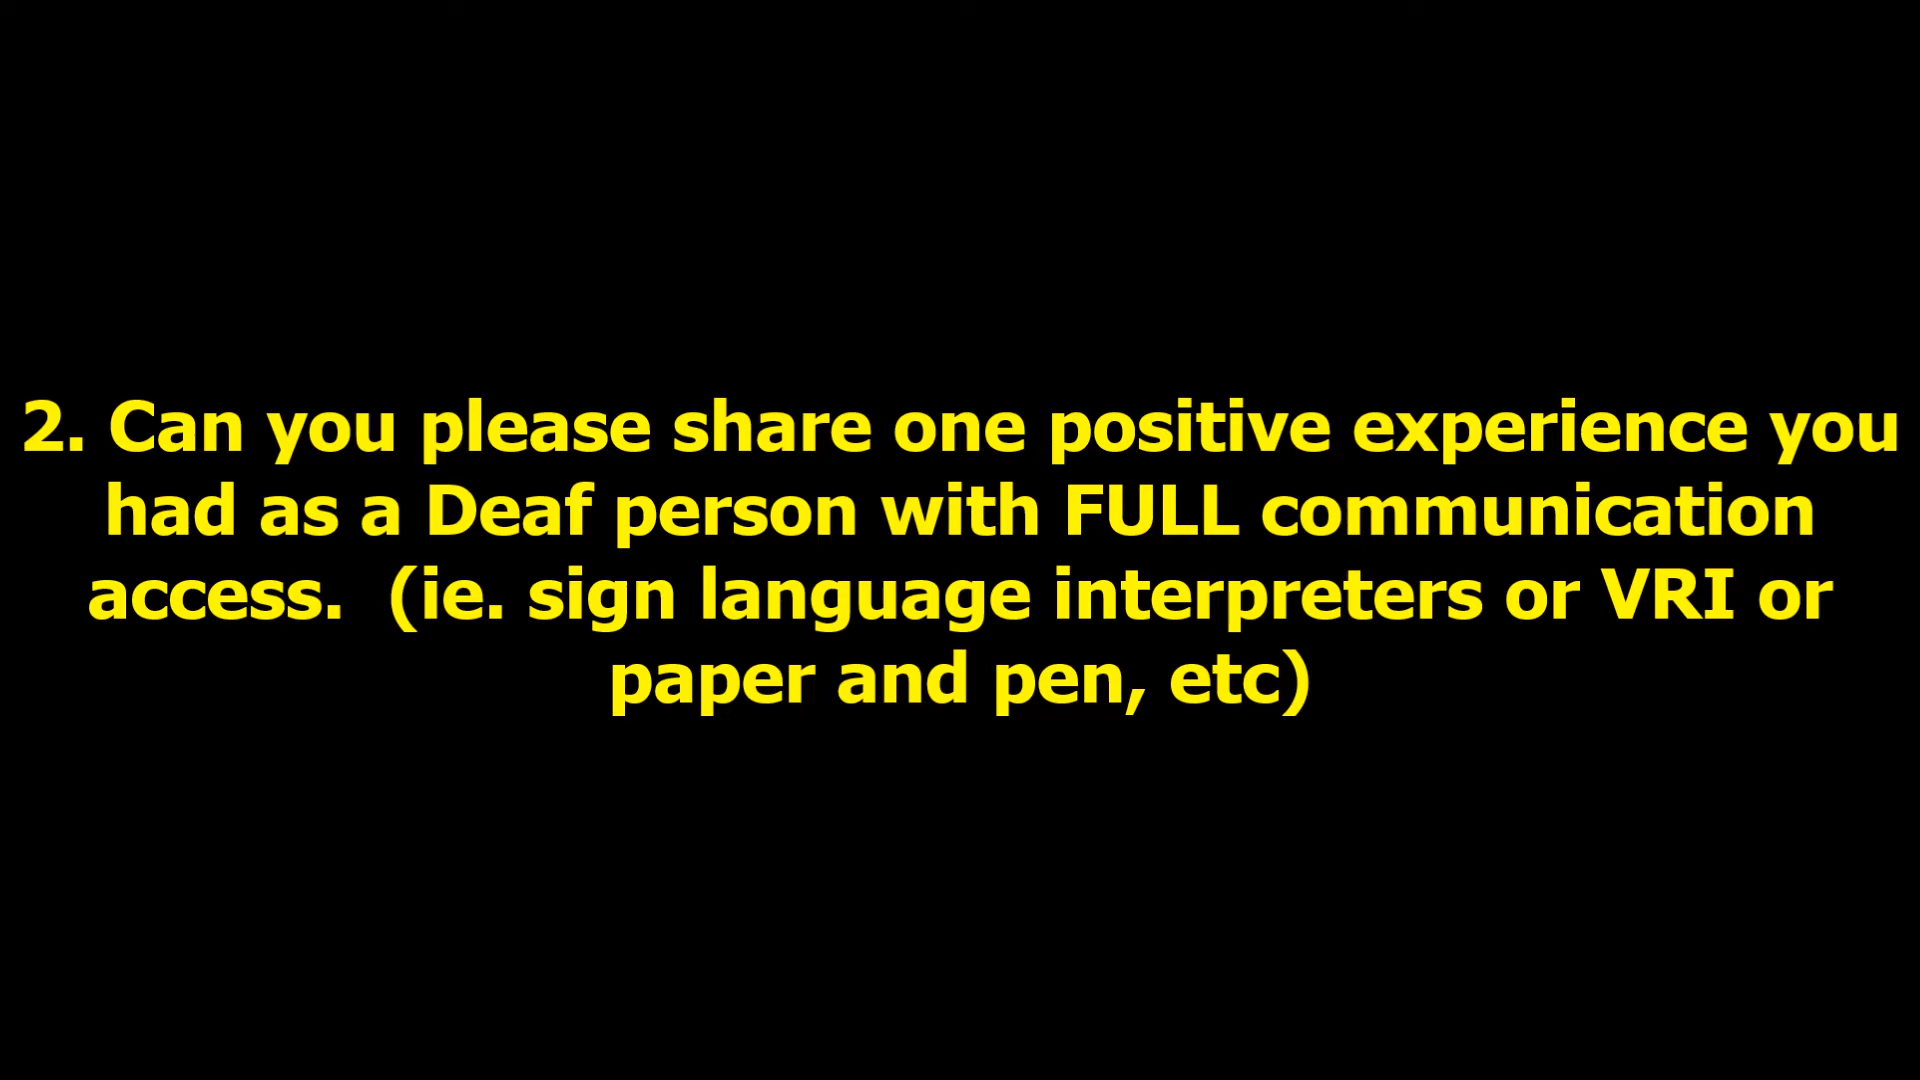 2. Can you please share one positive experience you
had as a Deaf person with FULL communication
access.  (ie. sign language interpreters or VRI or
paper and pen, etc)